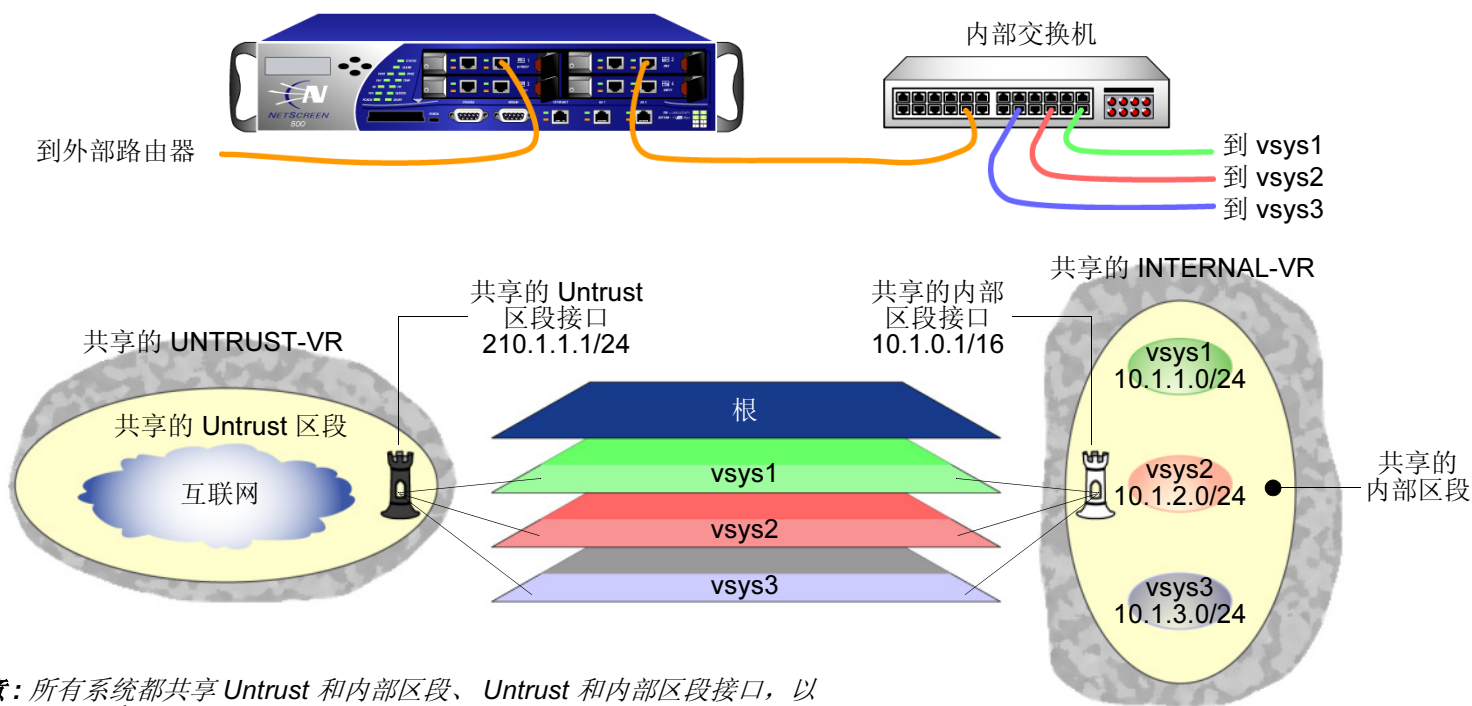 内部交换机
NETSCREEN
500
到外部路由器
到 vsys1
到 vsys2
到 vsys3
共享的 INTERNAL-VR
共享的 Untrust
区段接口
210.1.1.1/24
共享的内部
区段接口
10.1.0.1/16
共享的 UNTRUST-VR
共享的 Untrust 区段
互联网
根
vsys1
vsys2
vsys3
vsys1
10.1.1.0/24
vsys2
10.1.2.0/24
vsys3
10.1.3.0/24
共享的
内部区段
: 所有系统都共享 Untrust 和内部区段、 Untrust 和内部区段接口，以